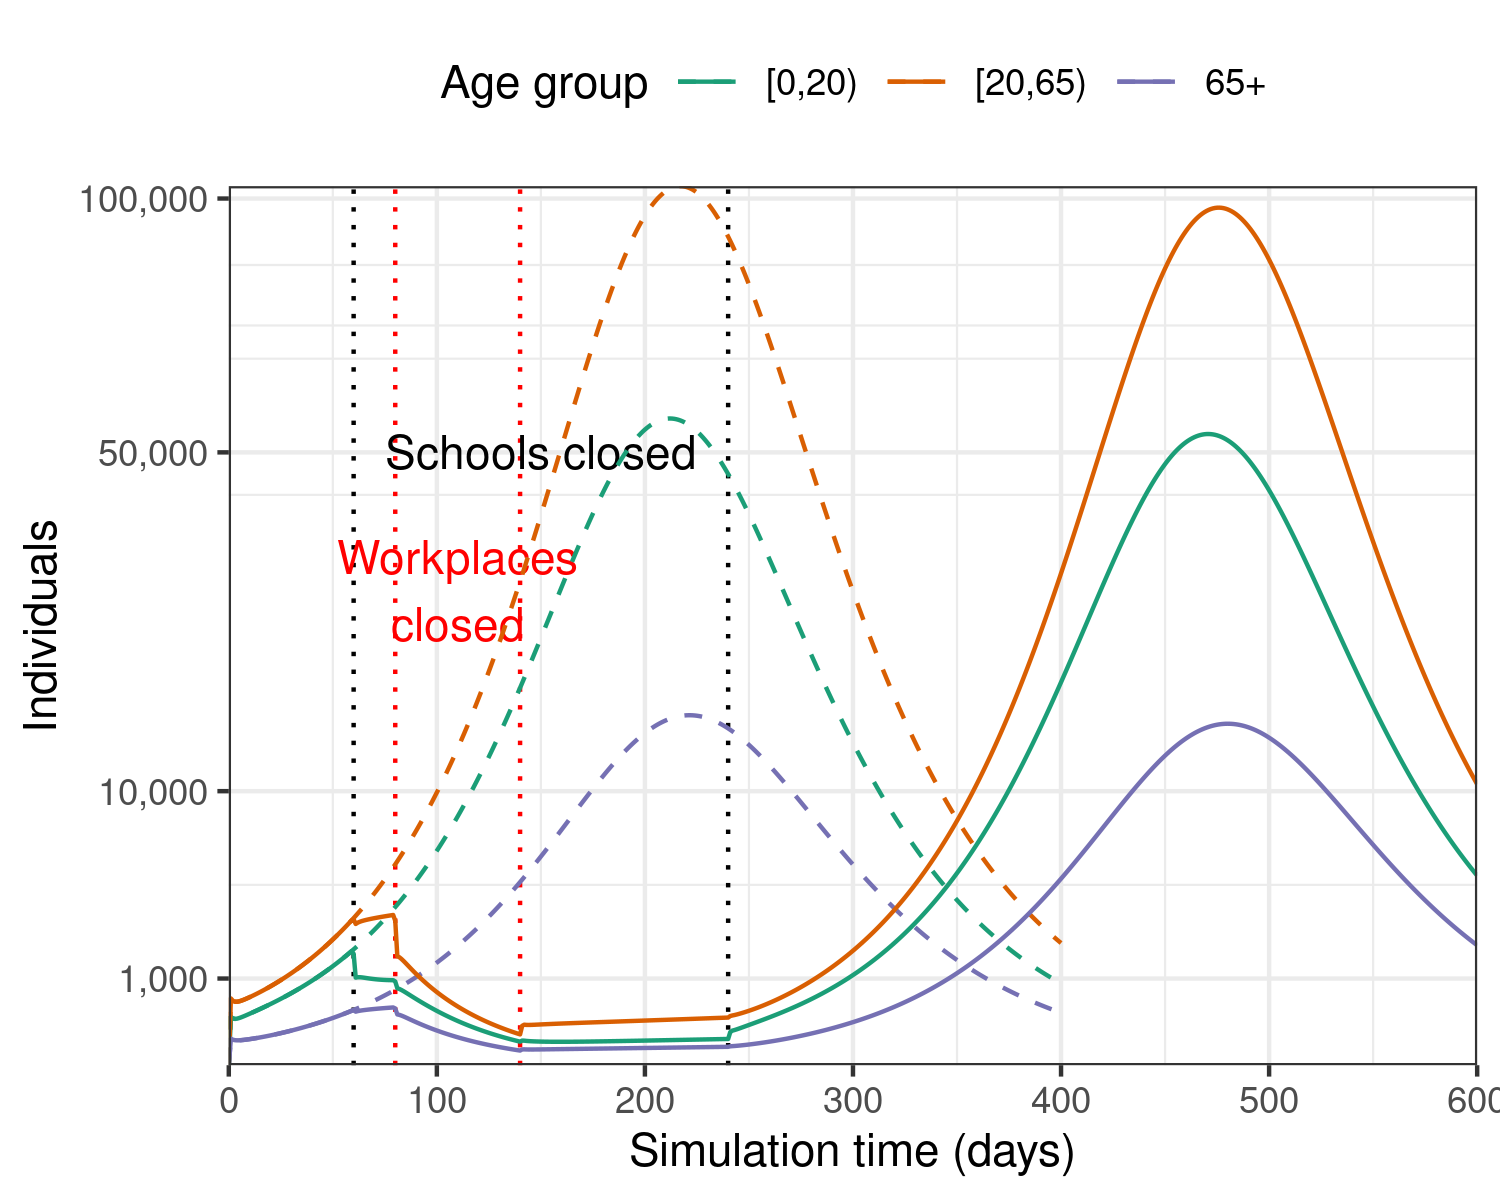 Age group [0,20) [20,65) 65+
100,000
50,000
10,000
1,000
Individuals
Schools closed
Workplaces
closed
0 100 200 300 400 500 600
Simulation time (days)